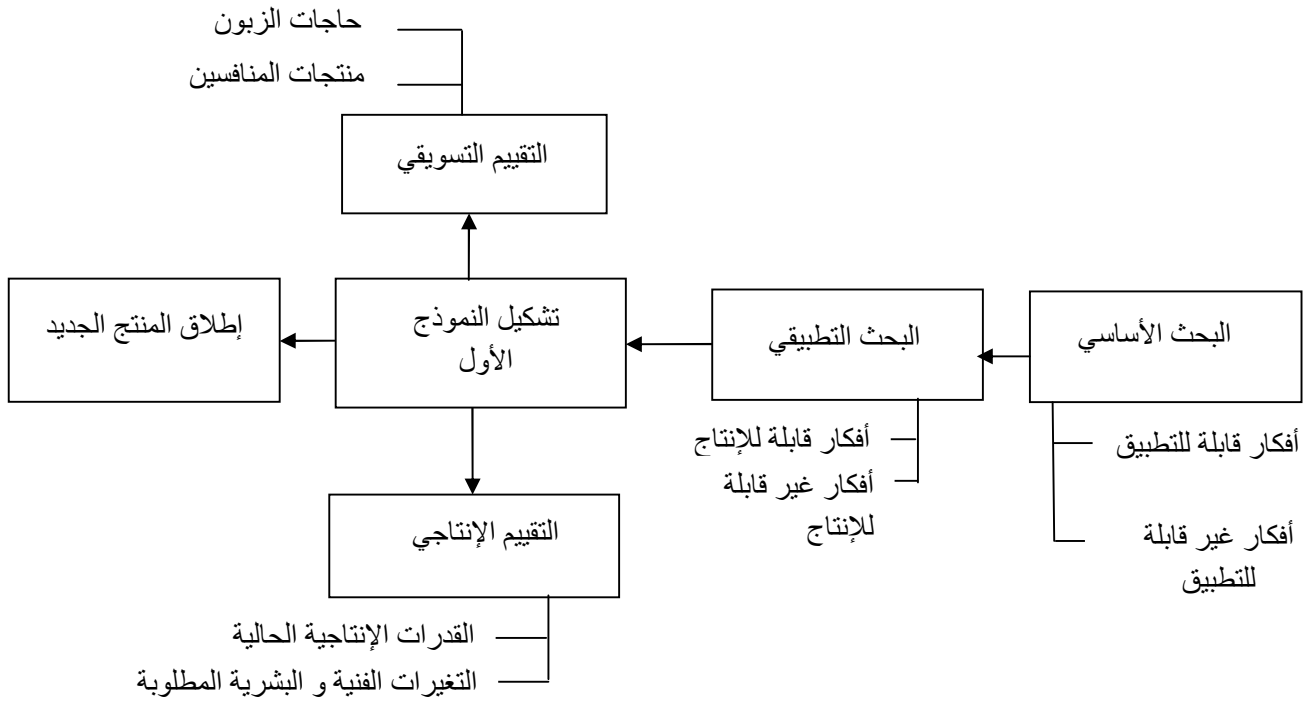 حاجات الزبون
منتجات المنافسين
التقييم التسويقي
البحث الأساسي
أفكار قابلة للتطبيق
أفكار غير قابلة
للتطبيق
البحث التطبيقي
أفكار قابلة للإنتاج
أفكار غير قابلة
للإنتاج
تشكيل النموذج
الأول
إطلاق المنتج الجديد
التقييم الإنتاجي
القدرات الإنتاجية الحالية
التغيرات الفنية و البشرية المطلوبة